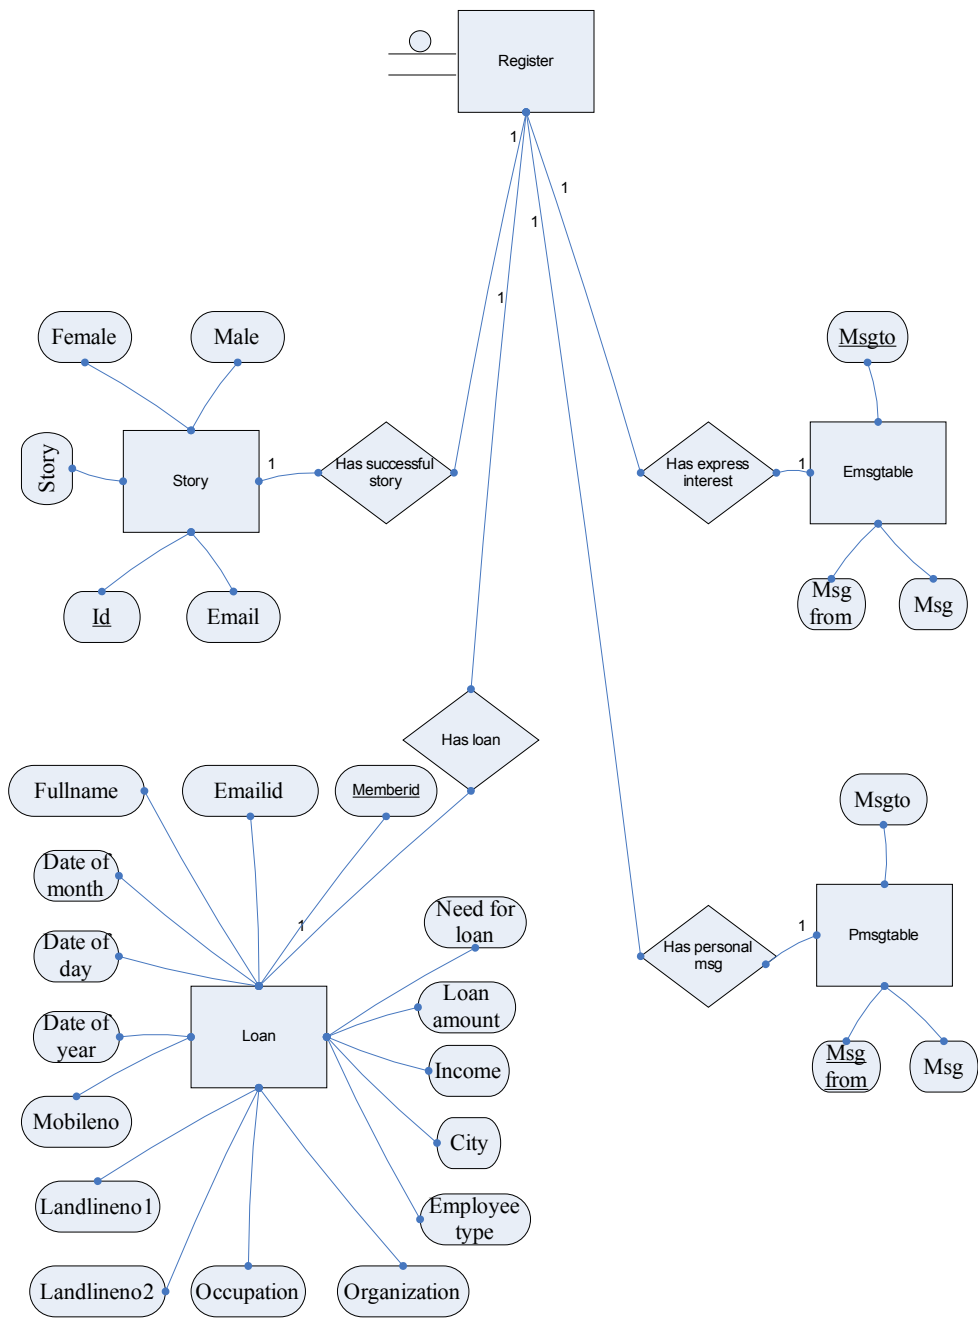 Register
1
1
1
1
Female
Male
Msgto
Story
Story
1
Has successful
story
Has express
interest
1
Emsgtable
Id
Email
Msg
from
Msg
Has loan
Fullname
Emailid
Memberid
Msgto
Date of
month
Need for
loan
1
Has personal
msg
1
Pmsgtable
Date of
day
Loan
amount
Date of
year
Loan
Income
Msg
from
Msg
Mobileno
City
Landlineno1
Employee
type
Landlineno2
Occupation
Organization